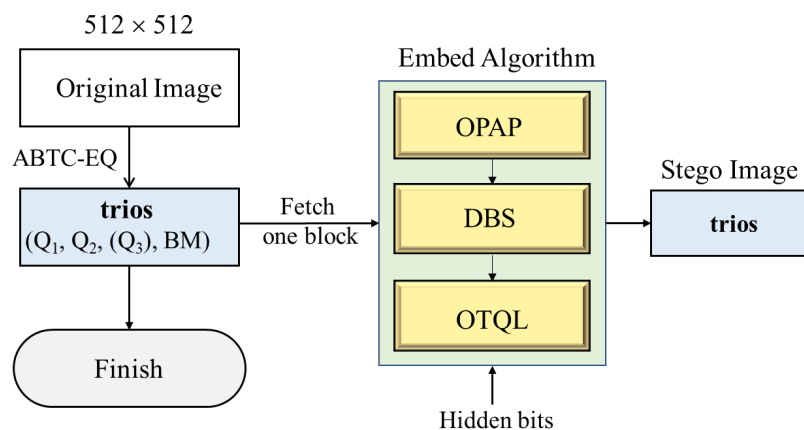 512 × 512
Original Image
ABTC-EQ
trios
(Q₁, Q₂, (Q₃), BM)
Finish
Fetch
one block
Embed Algorithm
OPAP
DBS
OTQL
Hidden bits
Stego Image
trios